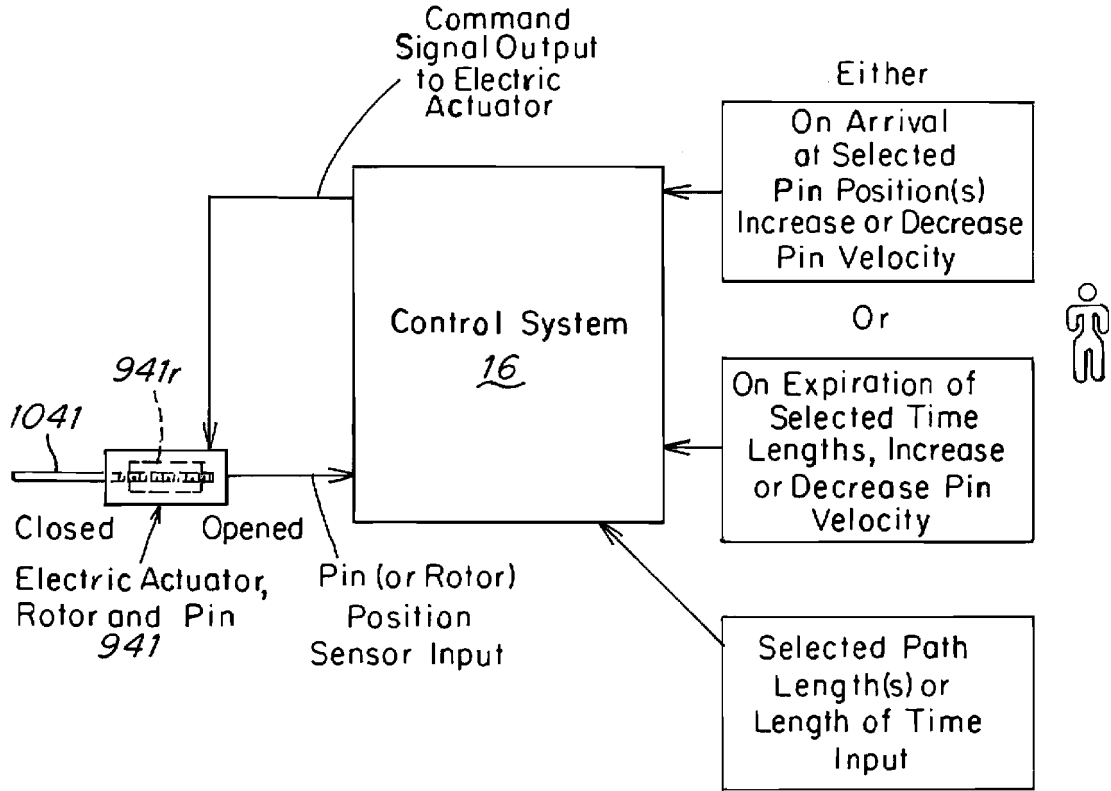 Command
Signal Output
to Electric
Actuator
Either
On Arrival
at Selected
Pin Position(s)
Increase or Decrease
Pin Velocity
Control System
16
Or
On Expiration of
Selected Time
Lengths, Increase
or Decrease Pin
Velocity
941r
1041
Closed
Opened
Electric Actuator,
Rotor and Pin
941
Pin (or Rotor)
Position
Sensor Input
Selected Path
Length(s) or
Length of Time
Input